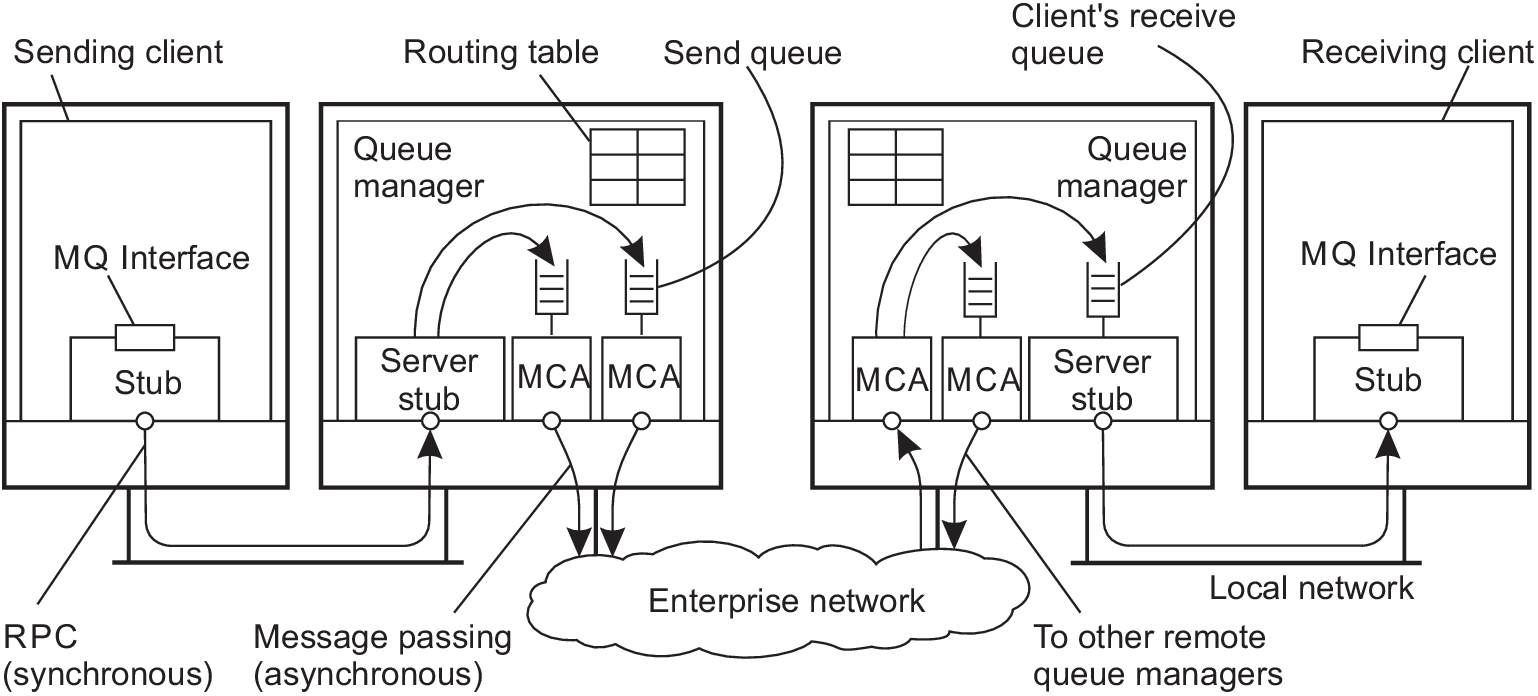 Sending client
Routing table
Send queue
Client's receive
queue
Receiving client
Queue
manager
Queue
manager
MQ Interface
MQ Interface
Stub
Server
stub
MCA
MCA
MCA
MCA
Server
stub
Stub
Enterprise network
Local network
RPC
(synchronous)
Message passing
(asynchronous)
To other remote
queue managers